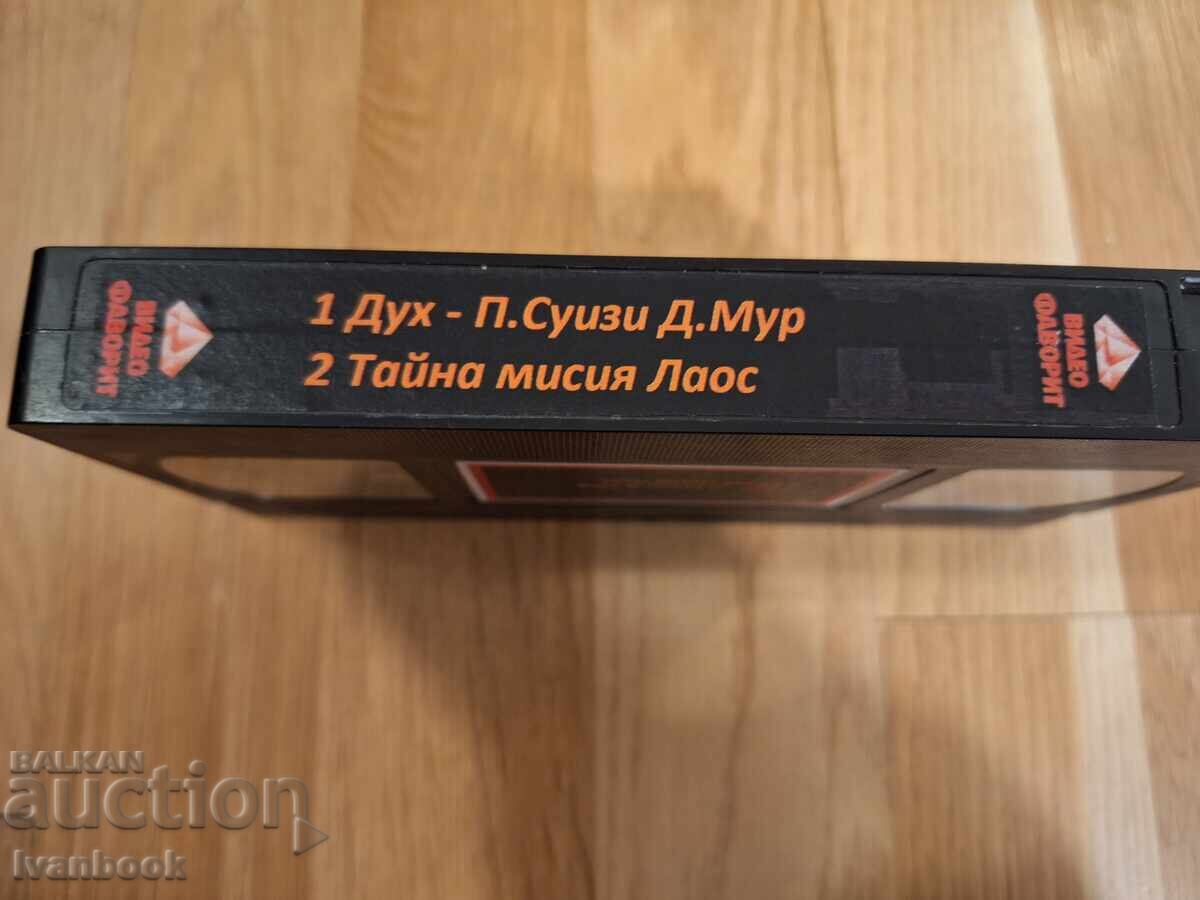 ВИДЕО
ФАВОРИТ
1 Дух - П.Суизи Д.Мур
2 Тайна мисия Лаос
ВИДЕО
ФАВОРИТ
BALKAN
auction
Ivanbook